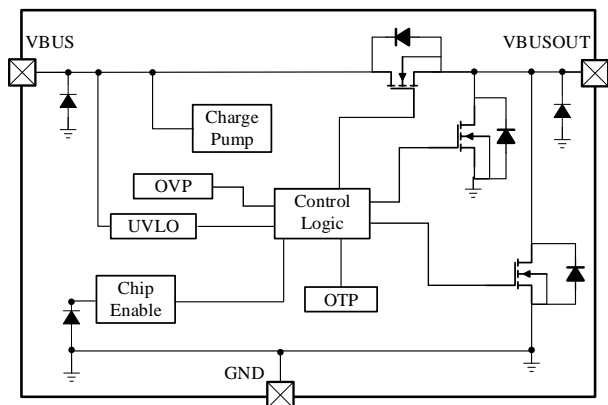 VBUS
VBUSOUT
Charge
Pump
OVP
Control
Logic
UVLO
Chip
Enable
OTP
GND